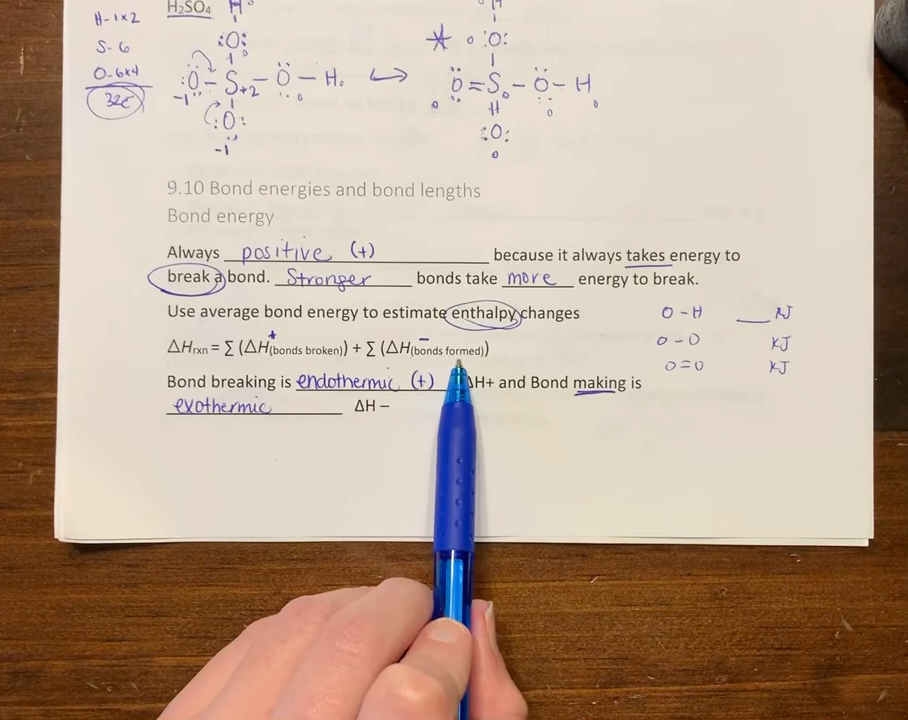 H-1x2
S-6
O-6x4
32e⁻
H₂SO₄
H
:O:
:O - S+2 - O - H
-1
:O:
-1
*
:O:
O = S - O - H
:O:
9.10 Bond energies and bond lengths
Bond energy
Always positive (+) because it always takes energy to
break a bond. Stronger bonds take more energy to break.
Use average bond energy to estimate enthalpy changes
ΔHrxn = ∑ (ΔH(bonds broken)) + ∑ (ΔH(bonds formed))
+ −
Bond breaking is endothermic (+) ΔH+ and Bond making is
exothermic ΔH –
O - H ___ KJ
O - O KJ
O = O KJ